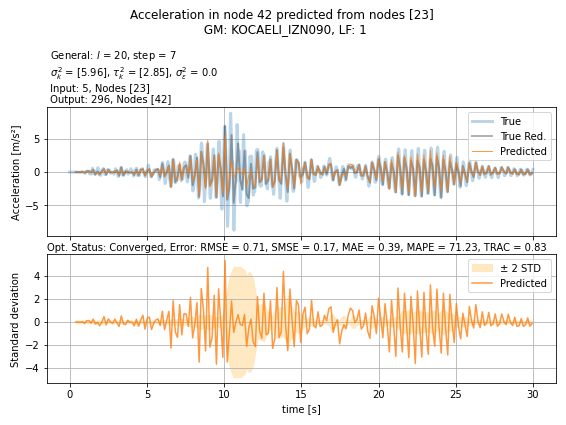 Acceleration in node 42 predicted from nodes [23]
GM: KOCAELI_IZN090, LF: 1
General: l = 20, step = 7
σ²ₖ = [5.96], τ²ₖ = [2.85], σ²ε = 0.0
Input: 5, Nodes [23]
Output: 296, Nodes [42]
Acceleration [m/s²]
5
0
−5
True
True Red.
Predicted
Opt. Status: Converged, Error: RMSE = 0.71, SMSE = 0.17, MAE = 0.39, MAPE = 71.23, TRAC = 0.83
Standard deviation
4
2
0
−2
−4
± 2 STD
Predicted
0 5 10 15 20 25 30
time [s]